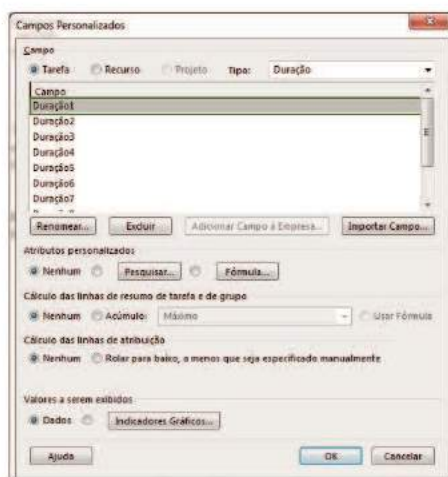 Campos Personalizados
Campo
Tarefa Recurso Projeto Tipo: Duração
Campo
Duração1
Duração2
Duração3
Duração4
Duração5
Duração6
Duração7
Renomear... Excluir Adicionar Campo à Empresa... Importar Campo...
Atributos personalizados
Nenhum Pesquisar... Fórmula...
Cálculo das linhas de resumo de tarefa e de grupo
Nenhum Acúmulo: Máximo Usar Fórmula
Cálculo das linhas de atribuição
Nenhum Rolar para baixo, a menos que seja especificado manualmente
Valores a serem exibidos
Dados Indicadores Gráficos...
Ajuda OK Cancelar